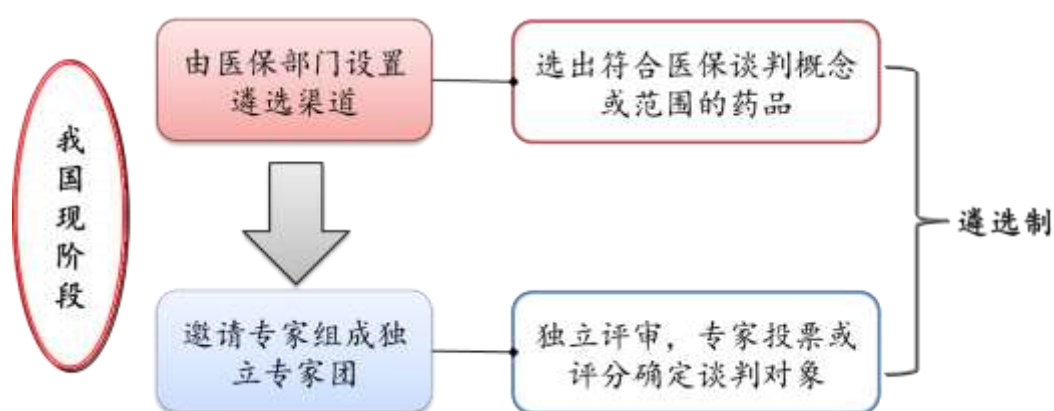 我国现阶段
由医保部门设置
遴选渠道
选出符合医保谈判概念
或范围的药品
遴选制
邀请专家组成独
立专家团
独立评审，专家投票或
评分确定谈判对象